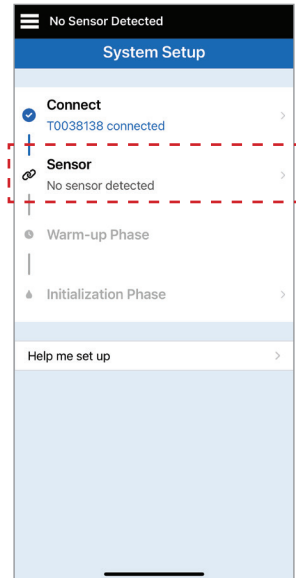 No Sensor Detected
System Setup
Connect
T0038138 connected
Sensor
No sensor detected
Warm-up Phase
Initialization Phase
Help me set up